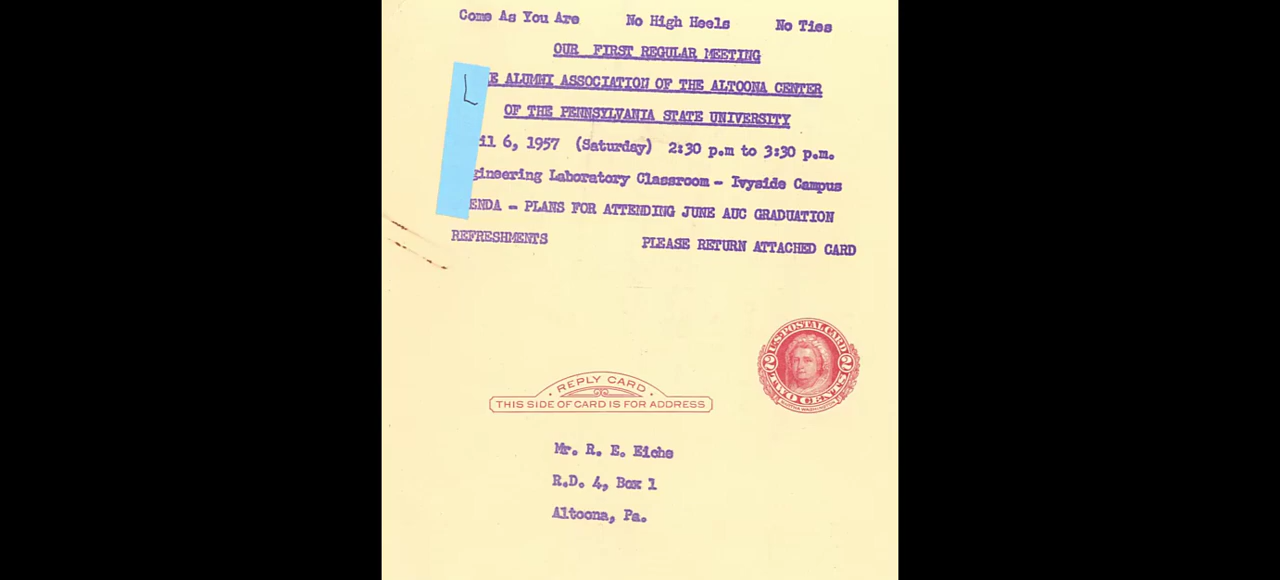 Come As You Are No High Heels No Ties
OUR FIRST REGULAR MEETING
E ALUMNI ASSOCIATION OF THE ALTOONA CENTER
OF THE PENNSYLVANIA STATE UNIVERSITY
il 6, 1957 (Saturday) 2:30 p.m to 3:30 p.m.
gineering Laboratory Classroom - Ivyside Campus
ENDA - PLANS FOR ATTENDING JUNE AUC GRADUATION
REFRESHMENTS PLEASE RETURN ATTACHED CARD
U.S. POSTAL CARD
2 2
TWO CENTS
REPLY CARD
THIS SIDE OF CARD IS FOR ADDRESS
Mr. R. E. Eiche
R.D. 4, Box 1
Altoona, Pa.